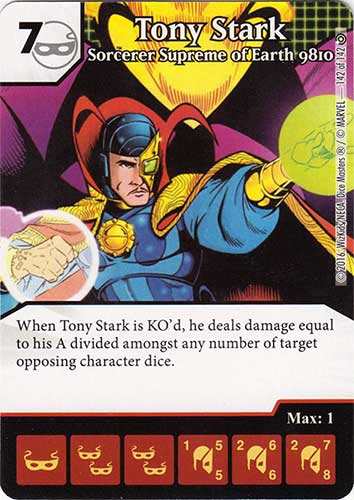 7
Tony Stark
Sorcerer Supreme of Earth 9810
© 2016 WizKids/NECA, Dice Masters ® / © MARVEL — 142 of 142
When Tony Stark is KO'd, he deals damage equal
to his A divided amongst any number of target
opposing character dice.
Max: 1
1 5 5
2 6 6
2 7 8